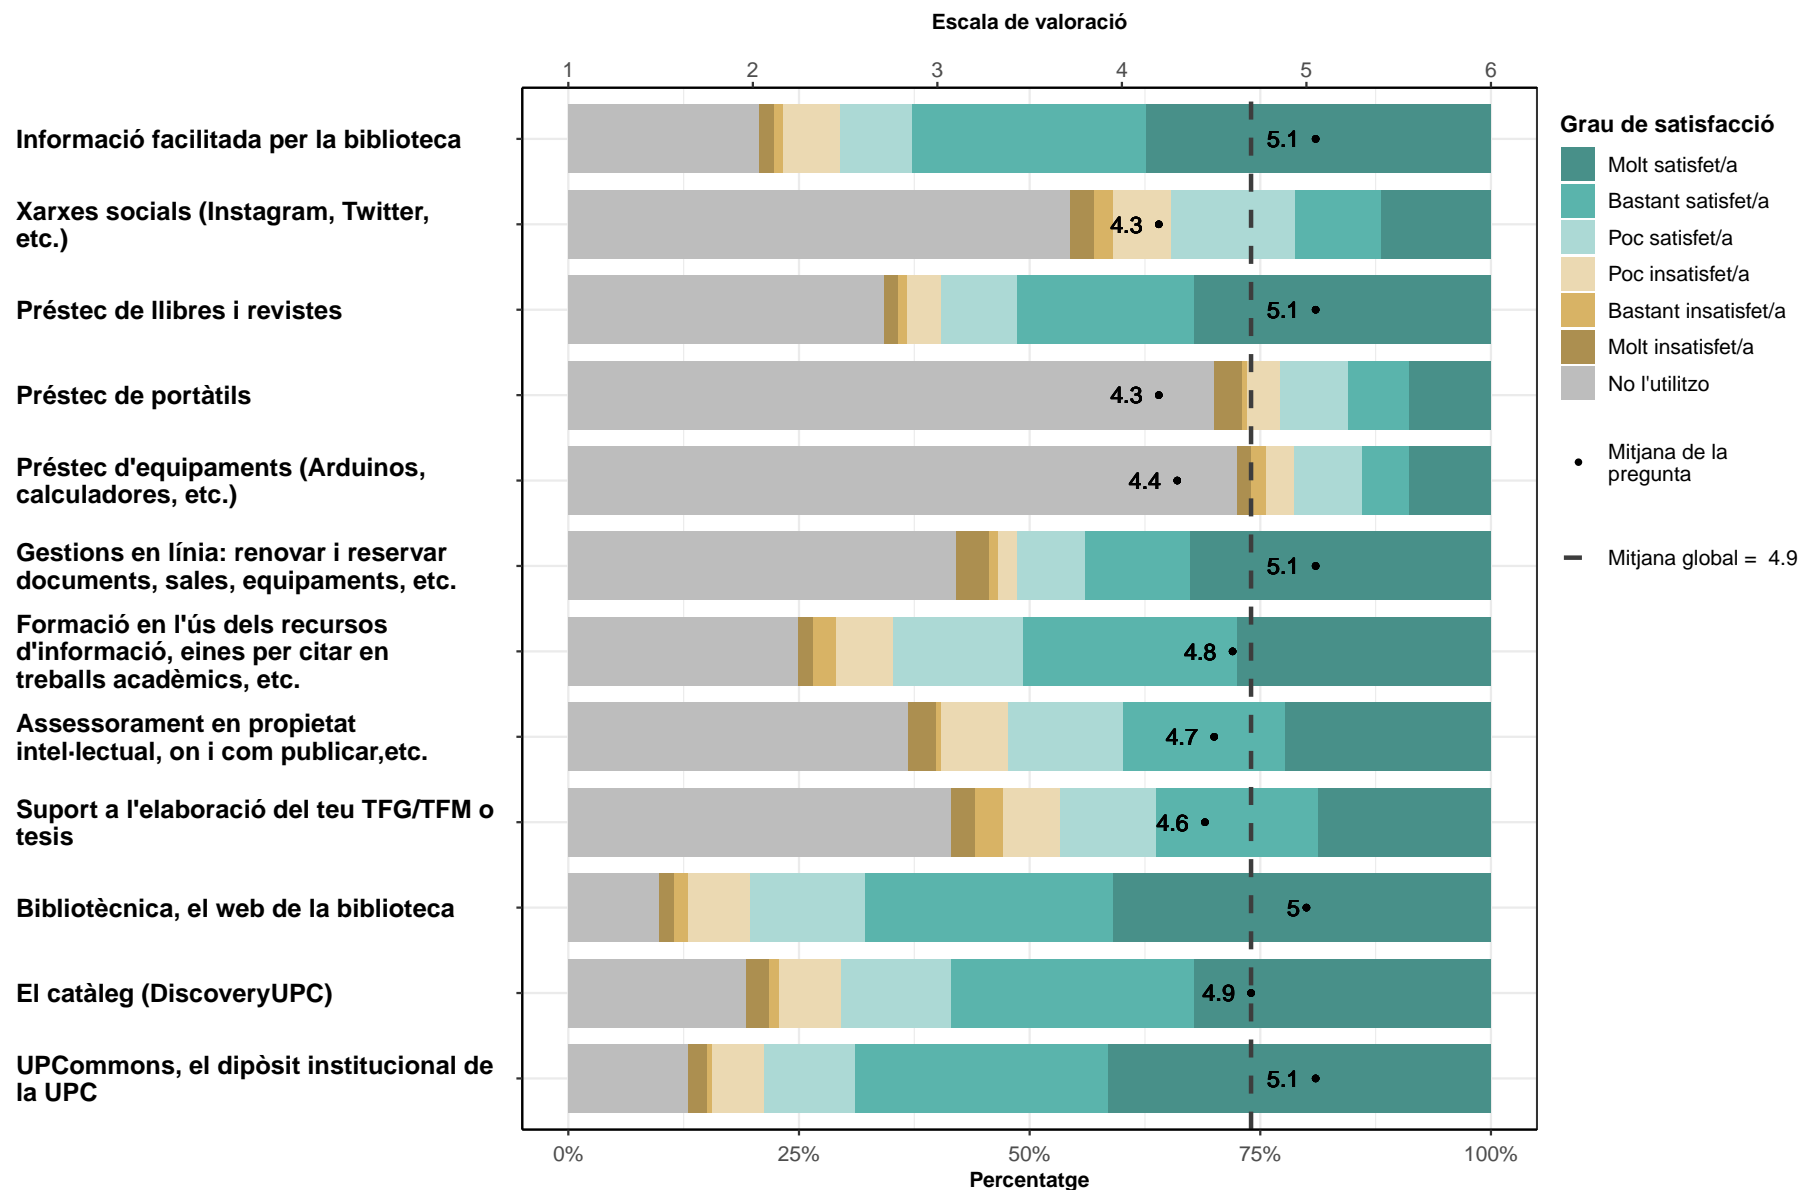 Escala de valoració
1 2 3 4 5 6
Informació facilitada per la biblioteca
5.1
Xarxes socials (Instagram, Twitter,
etc.)
4.3
Préstec de llibres i revistes
5.1
Préstec de portàtils
4.3
Préstec d'equipaments (Arduinos,
calculadores, etc.)
4.4
Gestions en línia: renovar i reservar
documents, sales, equipaments, etc.
5.1
Formació en l'ús dels recursos
d'informació, eines per citar en
treballs acadèmics, etc.
4.8
Assessorament en propietat
intel·lectual, on i com publicar,etc.
4.7
Suport a l'elaboració del teu TFG/TFM o
tesis
4.6
Bibliotècnica, el web de la biblioteca
5
El catàleg (DiscoveryUPC)
4.9
UPCommons, el dipòsit institucional de
la UPC
5.1
0% 25% 50% 75% 100%
Percentatge
Grau de satisfacció
Molt satisfet/a
Bastant satisfet/a
Poc satisfet/a
Poc insatisfet/a
Bastant insatisfet/a
Molt insatisfet/a
No l'utilitzo
Mitjana de la
pregunta
Mitjana global = 4.9